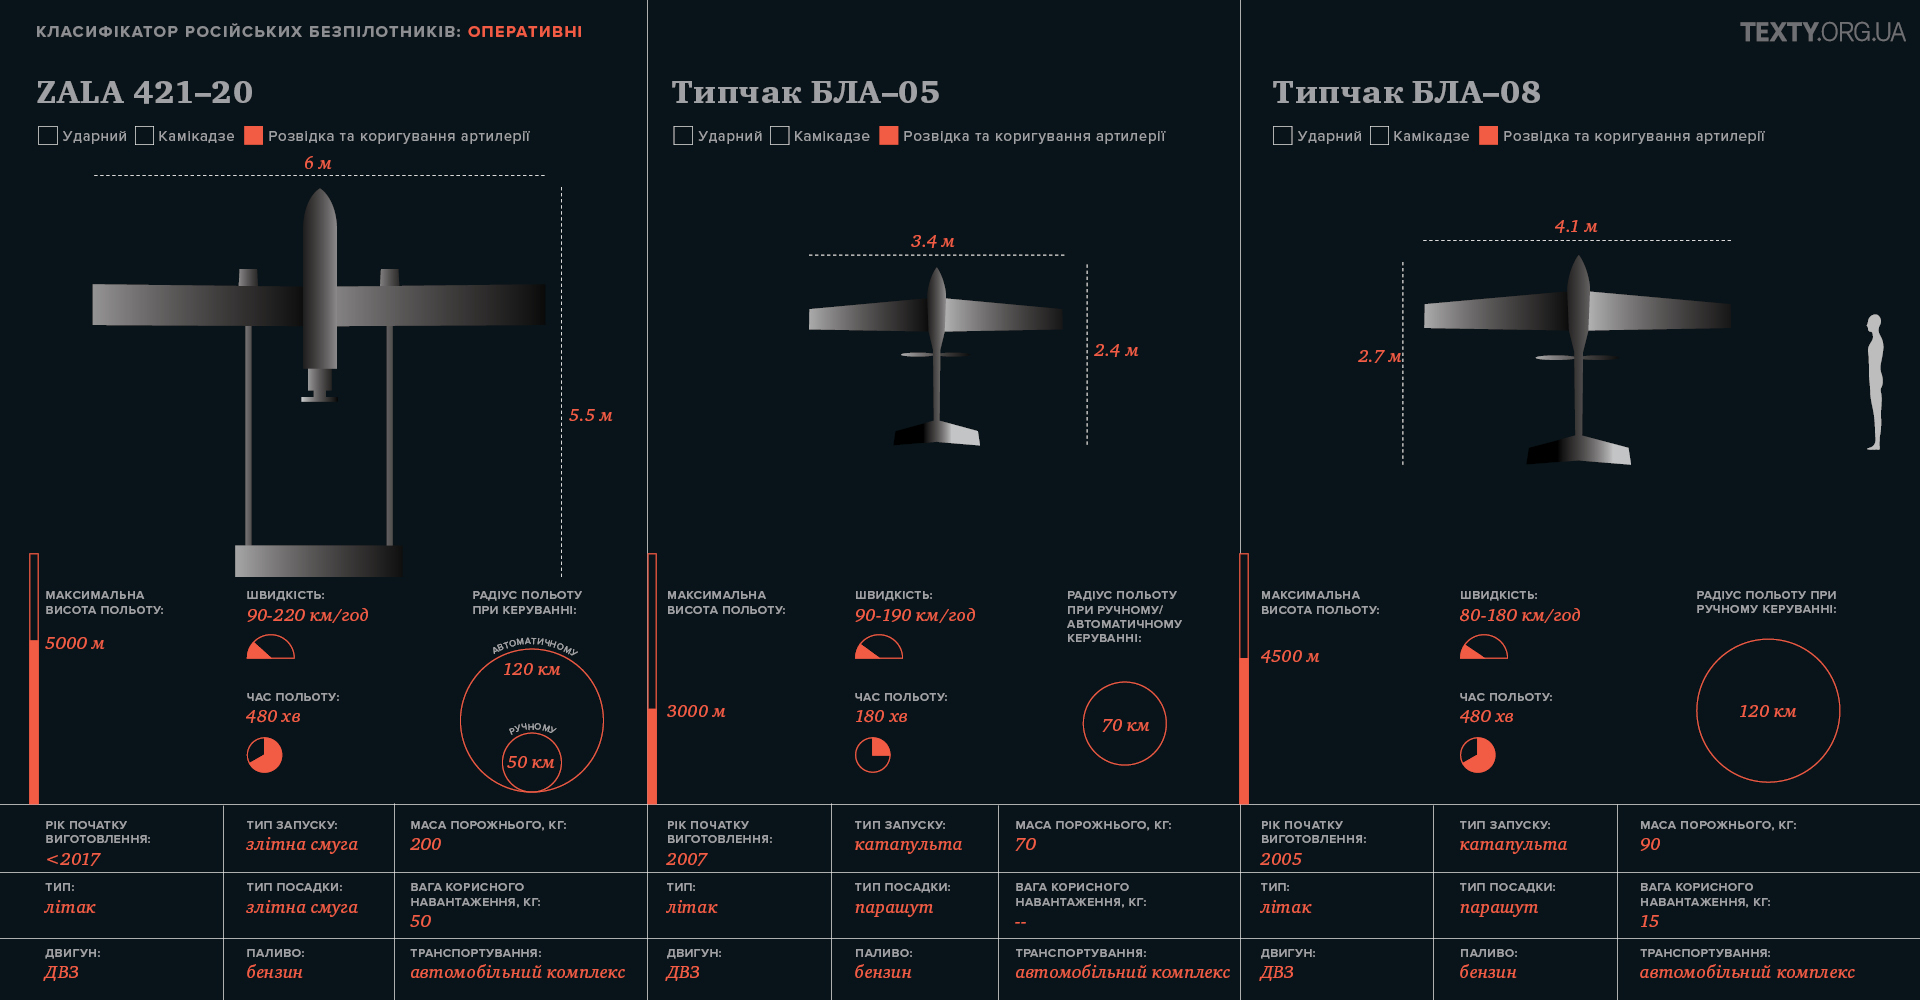 КЛАСИФІКАТОР РОСІЙСЬКИХ БЕЗПІЛОТНИКІВ: ОПЕРАТИВНІ
TEXTY.ORG.UA
ZALA 421–20
Ударний Камікадзе Розвідка та коригування артилерії
6 м
5.5 м
МАКСИМАЛЬНА
ВИСОТА ПОЛЬОТУ:
5000 м
ШВИДКІСТЬ:
90-220 км/год
ЧАС ПОЛЬОТУ:
480 хв
РАДІУС ПОЛЬОТУ
ПРИ КЕРУВАННІ:
АВТОМАТИЧНОМУ
120 км
РУЧНОМУ
50 км
РІК ПОЧАТКУ
ВИГОТОВЛЕННЯ:
<2017
ТИП ЗАПУСКУ:
злітна смуга
МАСА ПОРОЖНЬОГО, КГ:
200
ТИП:
літак
ТИП ПОСАДКИ:
злітна смуга
ВАГА КОРИСНОГО
НАВАНТАЖЕННЯ, КГ:
50
ДВИГУН:
ДВЗ
ПАЛИВО:
бензин
ТРАНСПОРТУВАННЯ:
автомобільний комплекс
Типчак БЛА–05
Ударний Камікадзе Розвідка та коригування артилерії
3.4 м
2.4 м
МАКСИМАЛЬНА
ВИСОТА ПОЛЬОТУ:
3000 м
ШВИДКІСТЬ:
90-190 км/год
ЧАС ПОЛЬОТУ:
180 хв
РАДІУС ПОЛЬОТУ
ПРИ РУЧНОМУ/
АВТОМАТИЧНОМУ
КЕРУВАННІ:
70 км
РІК ПОЧАТКУ
ВИГОТОВЛЕННЯ:
2007
ТИП ЗАПУСКУ:
катапульта
МАСА ПОРОЖНЬОГО, КГ:
70
ТИП:
літак
ТИП ПОСАДКИ:
парашут
ВАГА КОРИСНОГО
НАВАНТАЖЕННЯ, КГ:
--
ДВИГУН:
ДВЗ
ПАЛИВО:
бензин
ТРАНСПОРТУВАННЯ:
автомобільний комплекс
Типчак БЛА–08
Ударний Камікадзе Розвідка та коригування артилерії
4.1 м
2.7 м
МАКСИМАЛЬНА
ВИСОТА ПОЛЬОТУ:
4500 м
ШВИДКІСТЬ:
80-180 км/год
ЧАС ПОЛЬОТУ:
480 хв
РАДІУС ПОЛЬОТУ ПРИ
РУЧНОМУ КЕРУВАННІ:
120 км
РІК ПОЧАТКУ
ВИГОТОВЛЕННЯ:
2005
ТИП ЗАПУСКУ:
катапульта
МАСА ПОРОЖНЬОГО, КГ:
90
ТИП:
літак
ТИП ПОСАДКИ:
парашут
ВАГА КОРИСНОГО
НАВАНТАЖЕННЯ, КГ:
15
ДВИГУН:
ДВЗ
ПАЛИВО:
бензин
ТРАНСПОРТУВАННЯ:
автомобільний комплекс